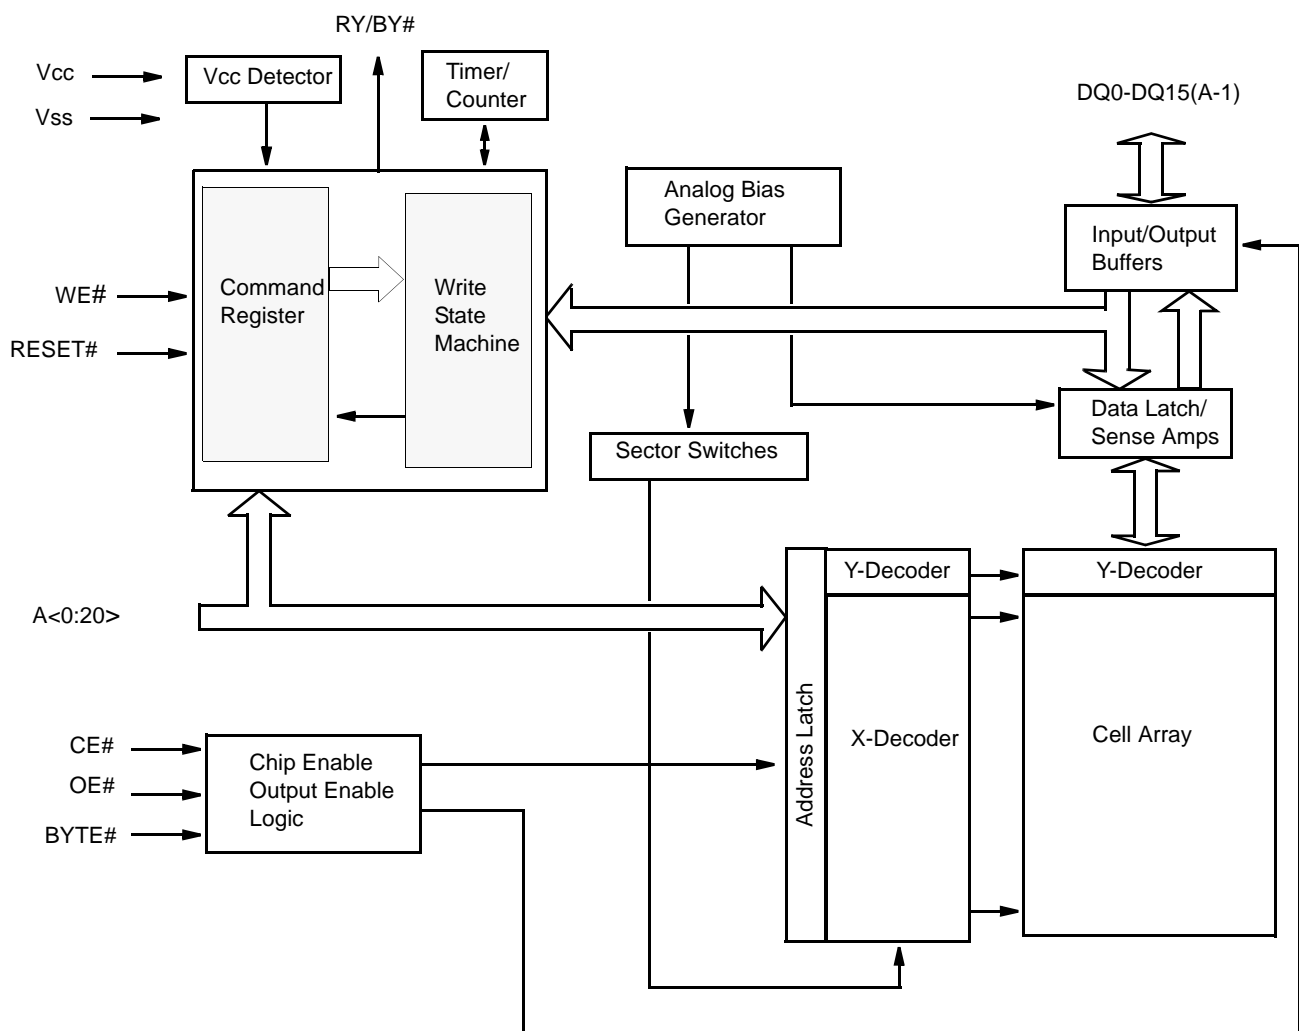 RY/BY#
Vcc
Vss
Vcc Detector
Timer/
Counter
DQ0-DQ15(A-1)
Analog Bias
Generator
Input/Output
Buffers
WE#
RESET#
Command
Register
Write
State
Machine
Data Latch/
Sense Amps
Sector Switches
A<0:20>
Y-Decoder
Y-Decoder
Address Latch
X-Decoder
Cell Array
CE#
OE#
BYTE#
Chip Enable
Output Enable
Logic